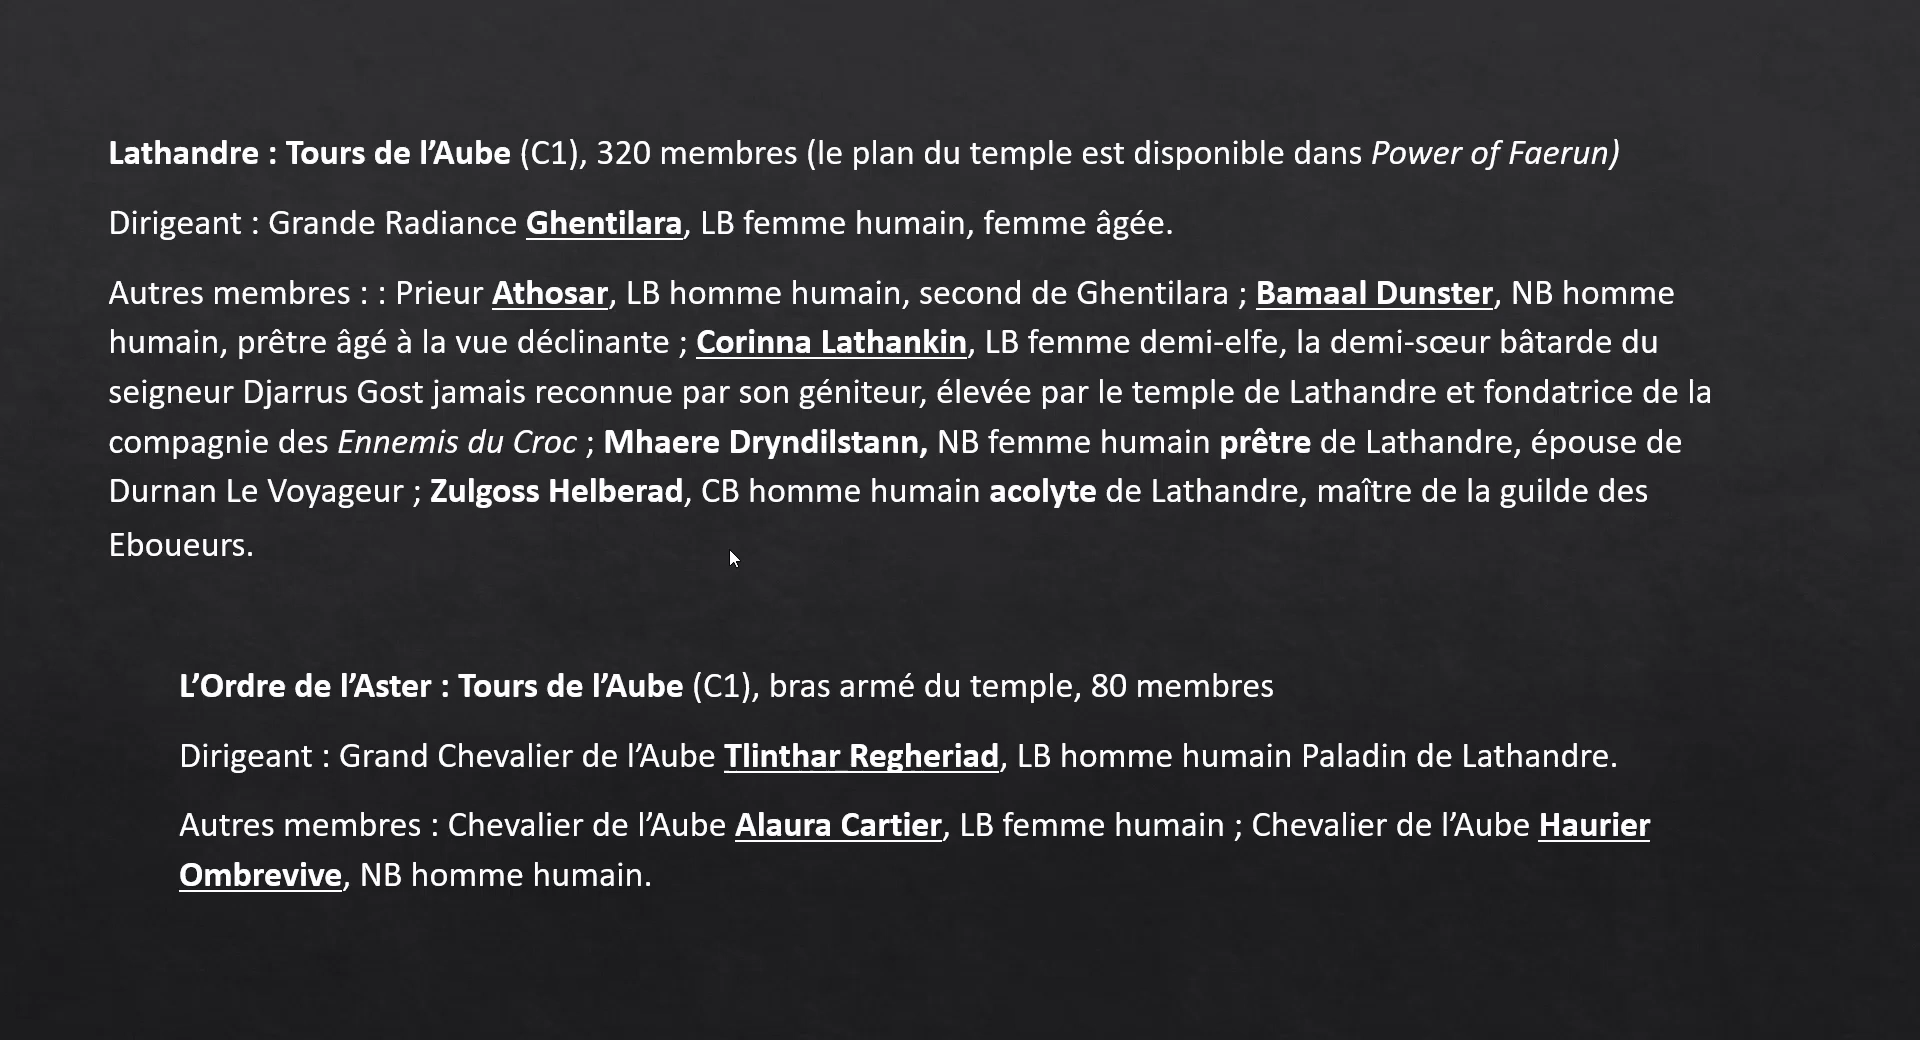 Lathandre : Tours de l’Aube (C1), 320 membres (le plan du temple est disponible dans Power of Faerun)
Dirigeant : Grande Radiance Ghentilara, LB femme humain, femme âgée.
Autres membres : : Prieur Athosar, LB homme humain, second de Ghentilara ; Bamaal Dunster, NB homme
humain, prêtre âgé à la vue déclinante ; Corinna Lathankin, LB femme demi-elfe, la demi-sœur bâtarde du
seigneur Djarrus Gost jamais reconnue par son géniteur, élevée par le temple de Lathandre et fondatrice de la
compagnie des Ennemis du Croc ; Mhaere Dryndilstann, NB femme humain prêtre de Lathandre, épouse de
Durnan Le Voyageur ; Zulgoss Helberad, CB homme humain acolyte de Lathandre, maître de la guilde des
Eboueurs.
L’Ordre de l’Aster : Tours de l’Aube (C1), bras armé du temple, 80 membres
Dirigeant : Grand Chevalier de l’Aube Tlinthar Regheriad, LB homme humain Paladin de Lathandre.
Autres membres : Chevalier de l’Aube Alaura Cartier, LB femme humain ; Chevalier de l’Aube Haurier
Ombrevive, NB homme humain.